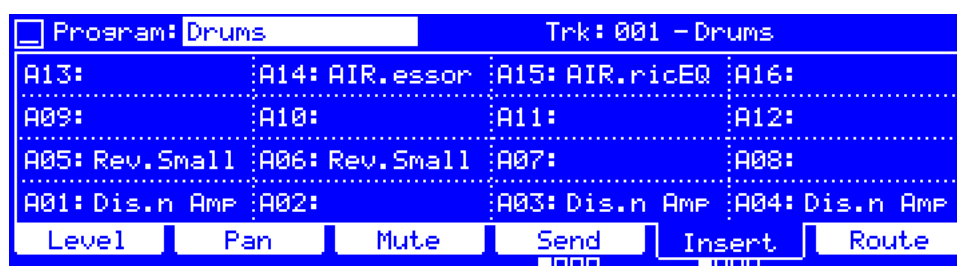 Program: Drums Trk: 001 - Drums
A13: A14: AIR.essor A15: AIR.ricEQ A16:
A09: A10: A11: A12:
A05: Rev.Small A06: Rev.Small A07: A08:
A01: Dis.n Amp A02: A03: Dis.n Amp A04: Dis.n Amp
Level Pan Mute Send Insert Route